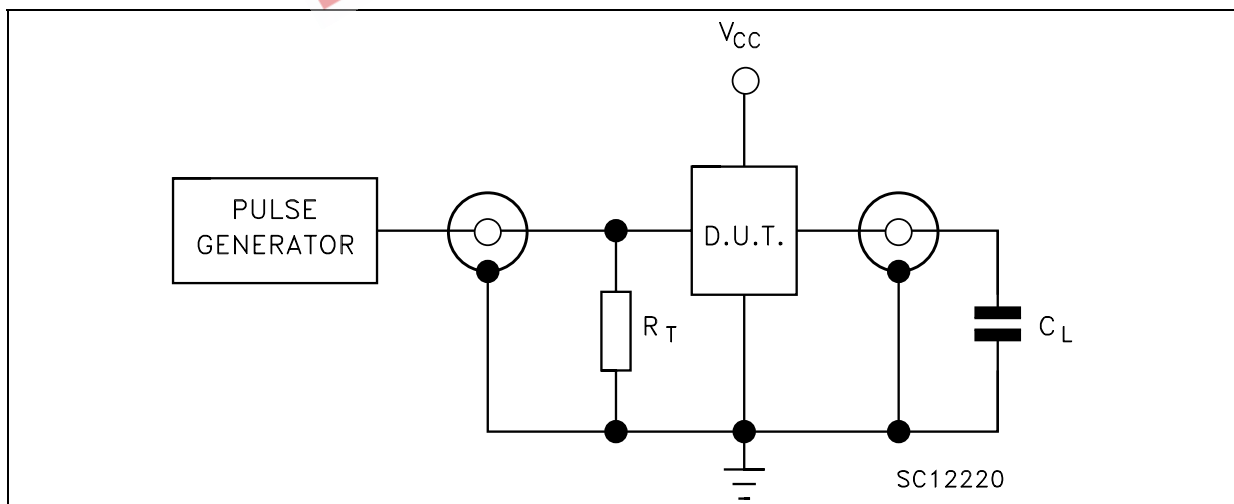 VCC
PULSE
GENERATOR
D.U.T.
RT
CL
SC12220